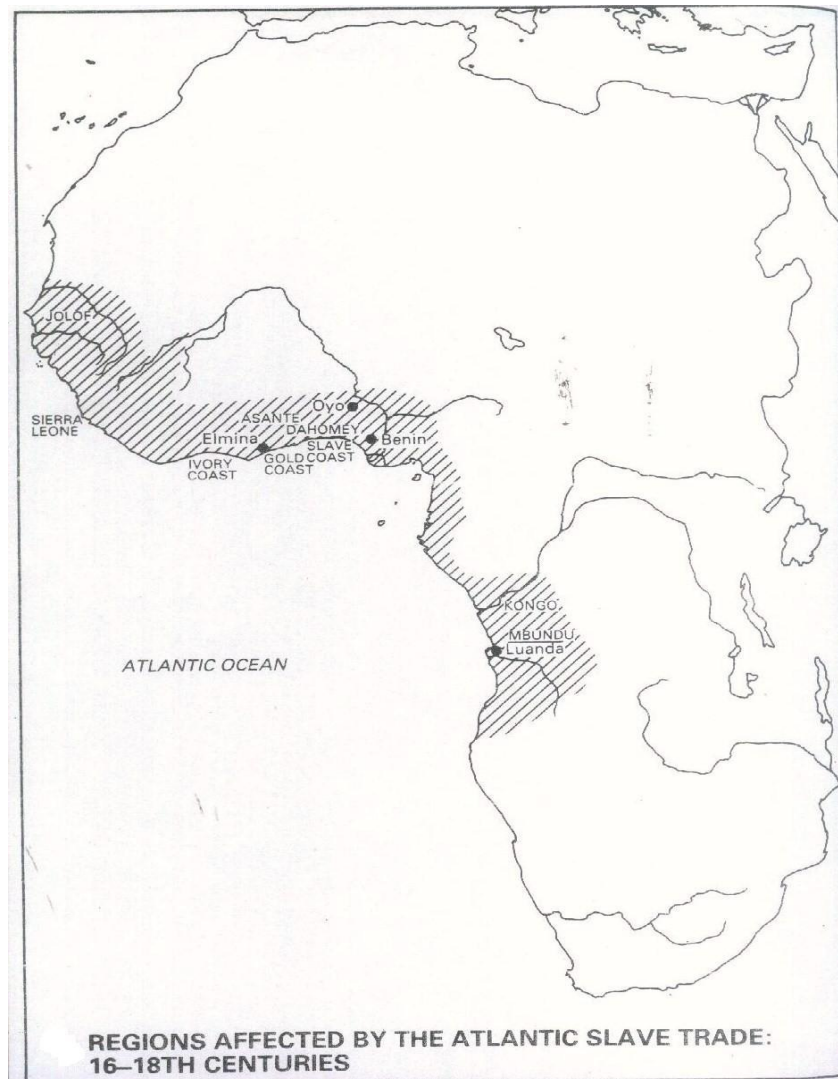 JOLOF
SIERRA
LEONE
Oyo
ASANTE
DAHOMEY
Elmina
Benin
SLAVE
COAST
GOLD
COAST
IVORY
COAST
KONGO
MBUNDU
Luanda
ATLANTIC OCEAN
REGIONS AFFECTED BY THE ATLANTIC SLAVE TRADE:
16–18TH CENTURIES